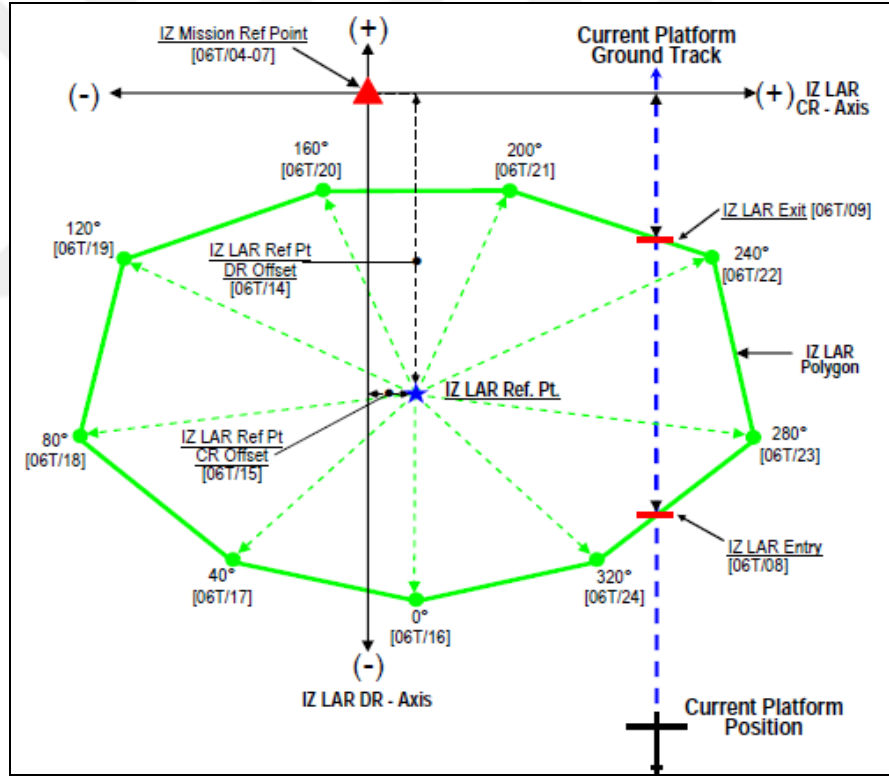 IZ Mission Ref Point
[06T/04-07]
(+)
Current Platform
Ground Track
(-)
(+)
IZ LAR
CR - Axis
160°
[06T/20]
200°
[06T/21]
IZ LAR Exit [06T/09]
120°
[06T/19]
IZ LAR Ref Pt
DR Offset
[06T/14]
240°
[06T/22]
IZ LAR
Polygon
IZ LAR Ref. Pt.
80°
[06T/18]
IZ LAR Ref Pt
CR Offset
[06T/15]
280°
[06T/23]
IZ LAR Entry
[06T/08]
40°
[06T/17]
320°
[06T/24]
0°
[06T/16]
(-)
IZ LAR DR - Axis
Current Platform
Position